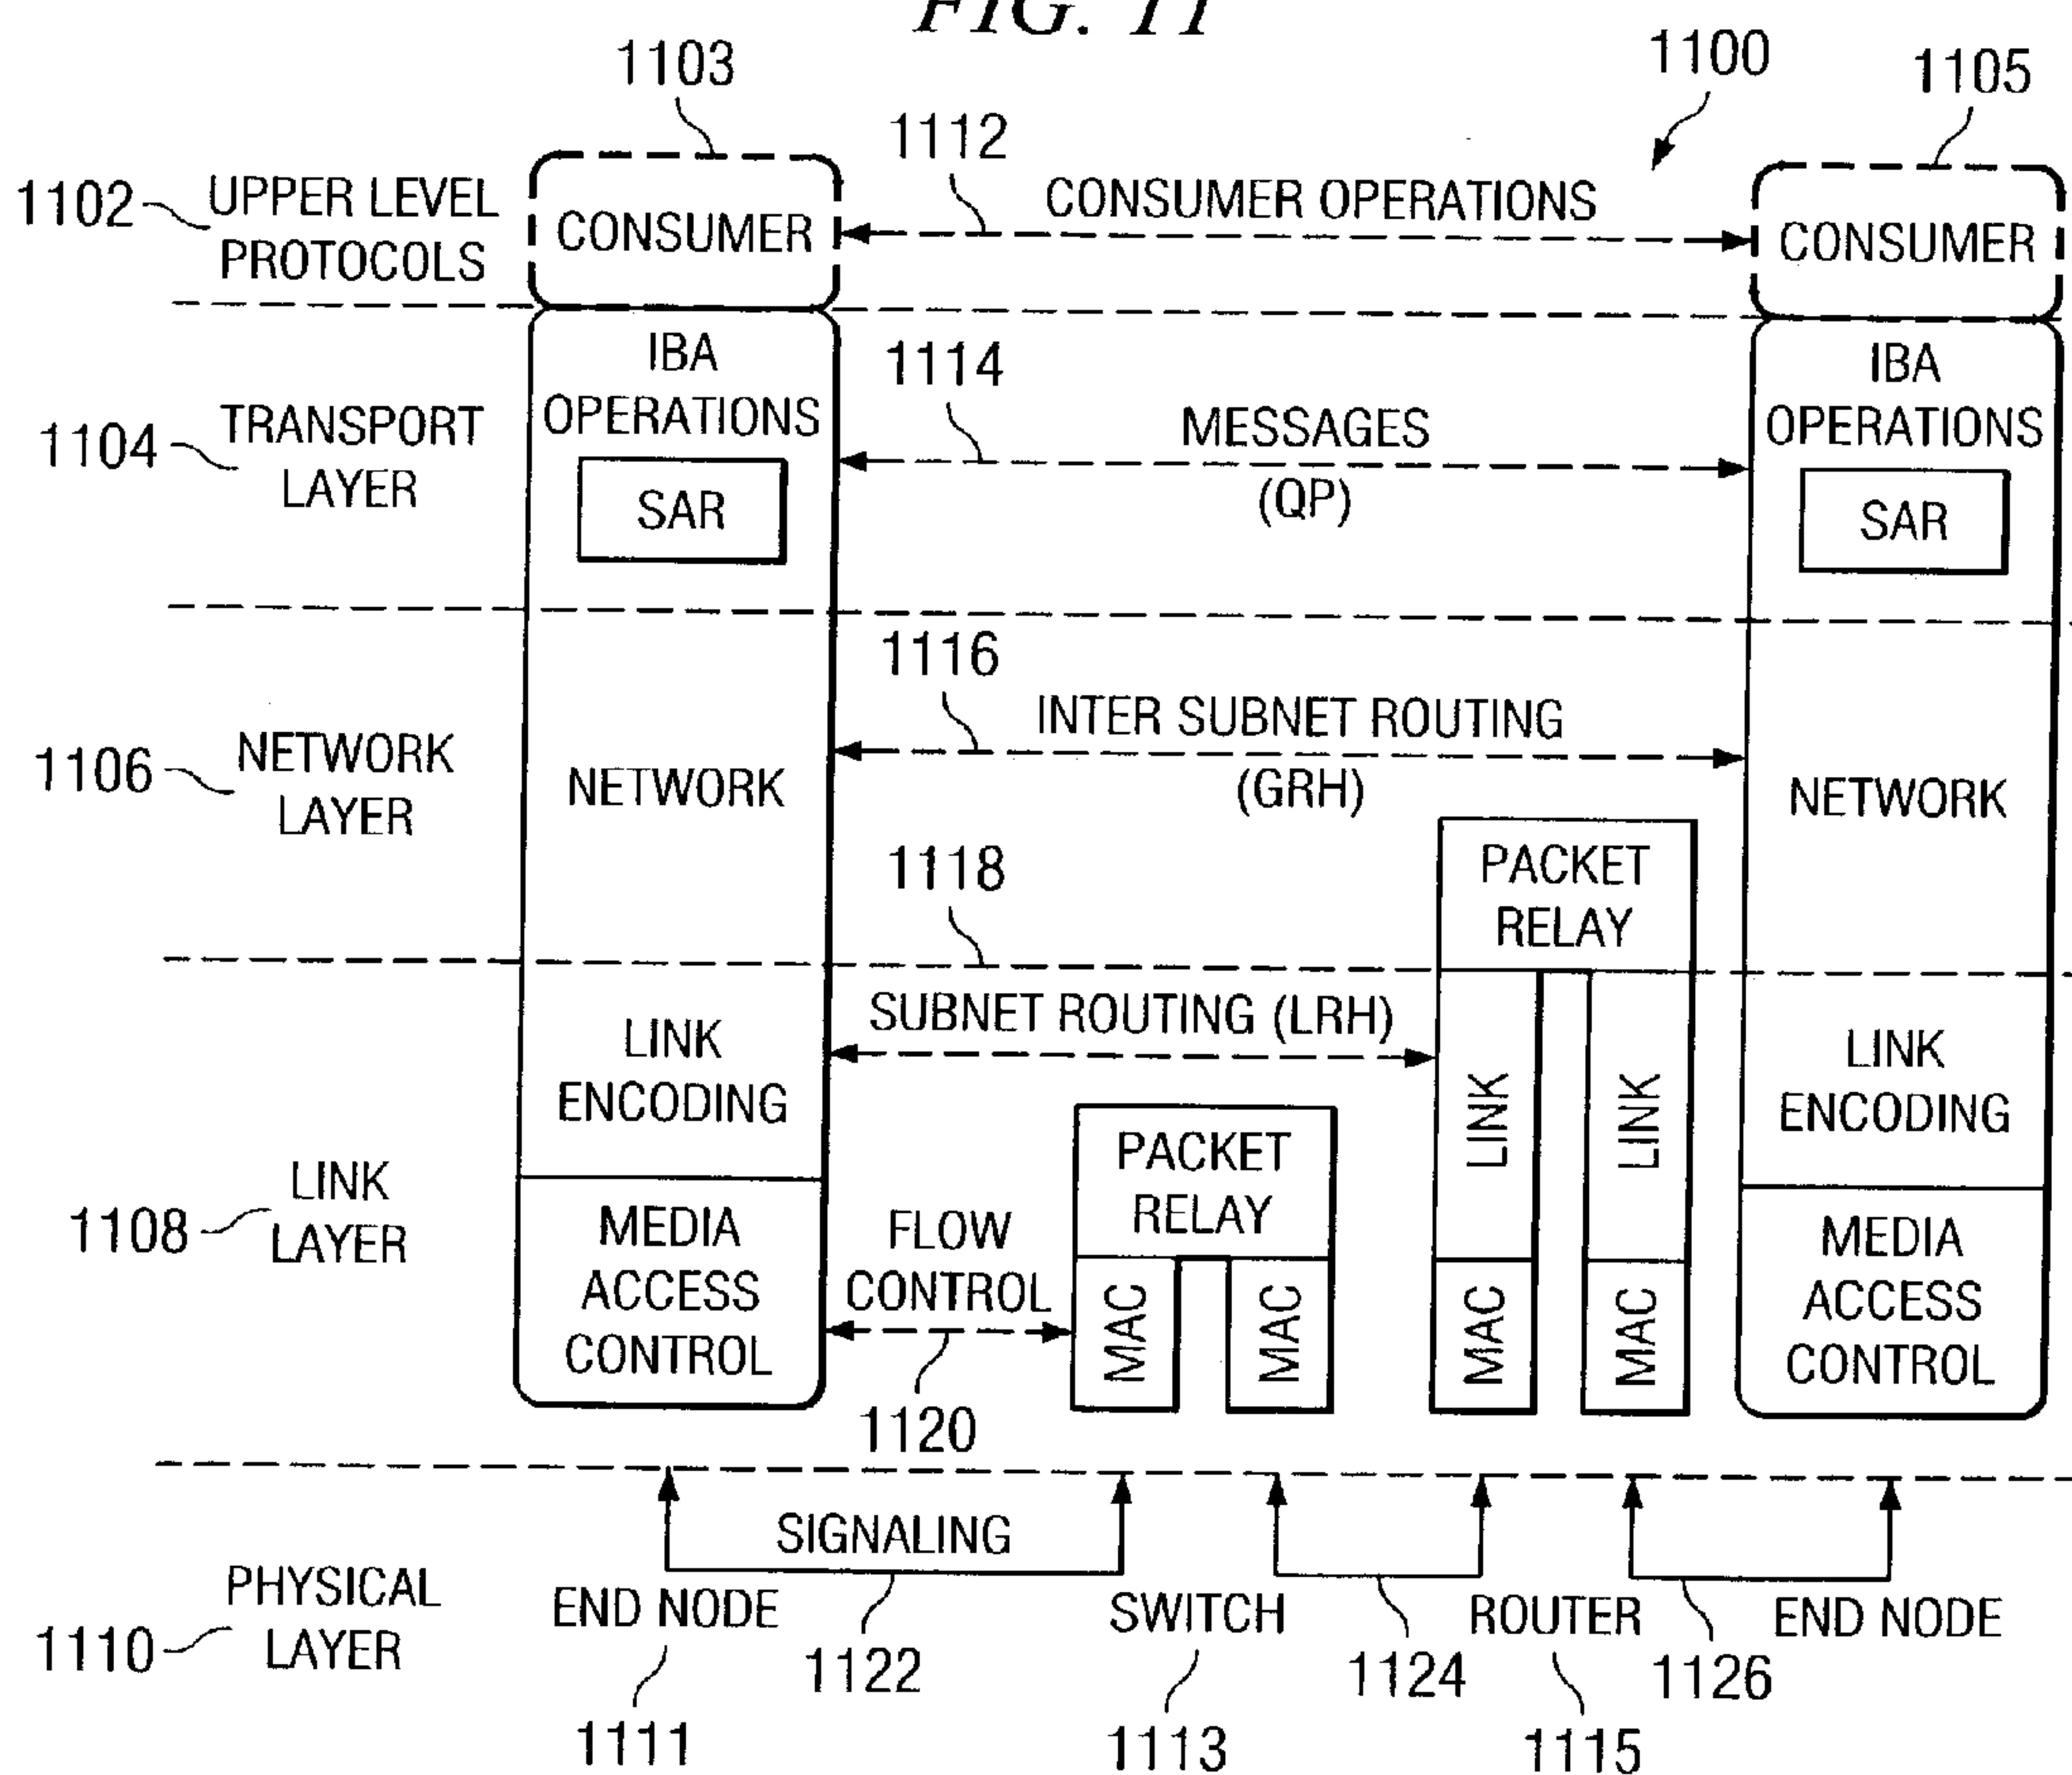 FIG. 11
1103
1100
1105
1112
1102
UPPER LEVEL
PROTOCOLS
CONSUMER
CONSUMER OPERATIONS
CONSUMER
1104
TRANSPORT
LAYER
IBA
OPERATIONS
SAR
1114
MESSAGES
(QP)
IBA
OPERATIONS
SAR
1106
NETWORK
LAYER
NETWORK
1116
INTER SUBNET ROUTING
(GRH)
NETWORK
PACKET
RELAY
1118
SUBNET ROUTING (LRH)
LINK
ENCODING
LINK
LINK
LINK
ENCODING
1108
LINK
LAYER
MEDIA
ACCESS
CONTROL
FLOW
CONTROL
1120
PACKET
RELAY
MAC
MAC
MAC
MAC
MEDIA
ACCESS
CONTROL
1110
PHYSICAL
LAYER
SIGNALING
END NODE
SWITCH
ROUTER
END NODE
1122
1124
1126
1111
1113
1115